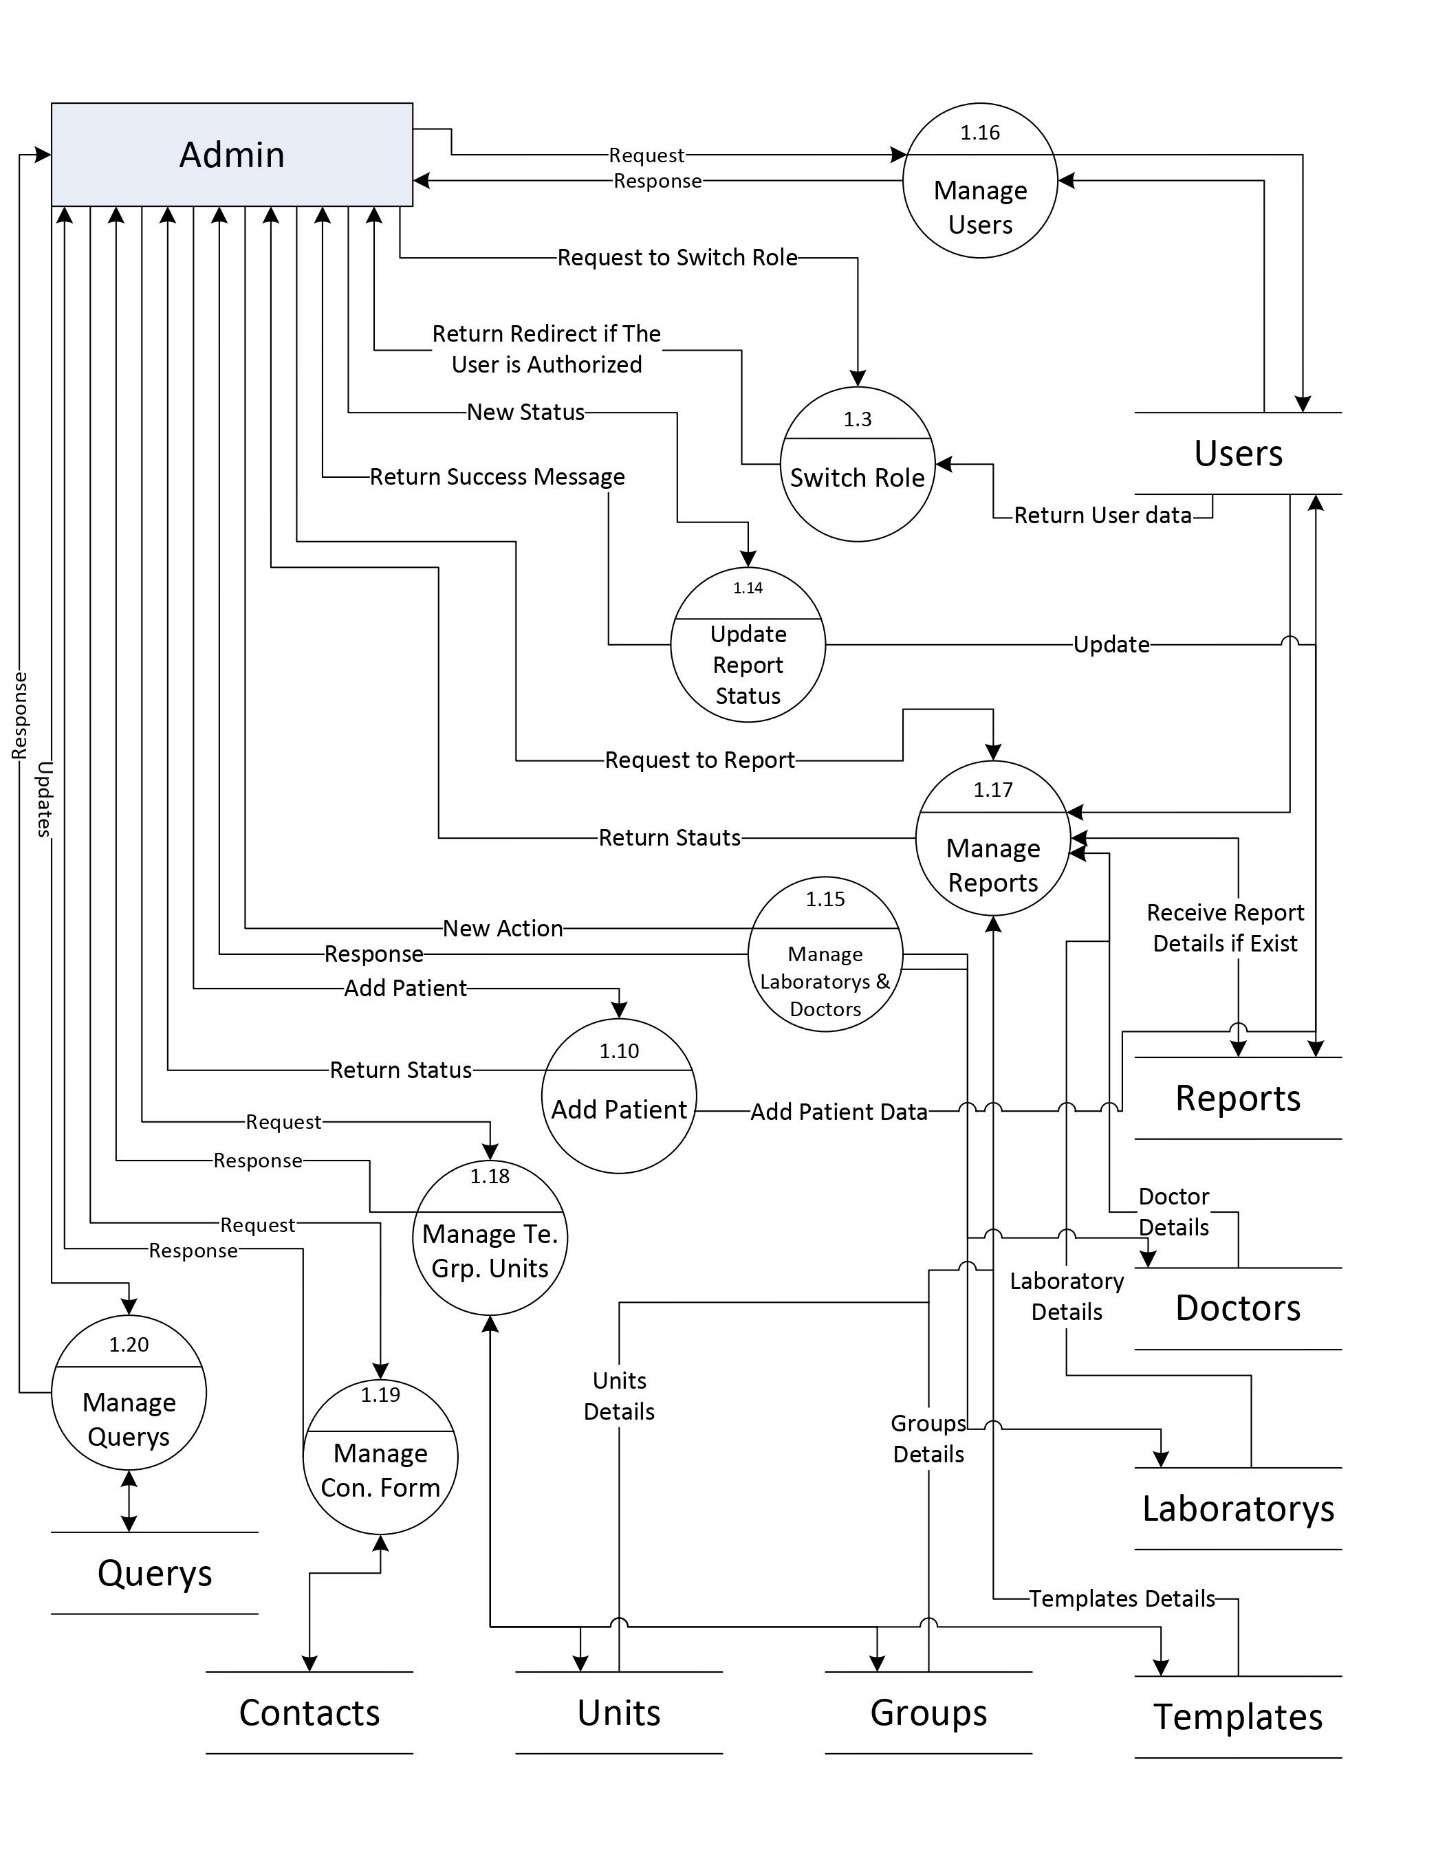 Admin
1.16
Request
Response
Manage
Users
Request to Switch Role
Return Redirect if The
User is Authorized
New Status
1.3
Switch Role
Users
Return Success Message
Return User data
1.14
Update
Report
Status
Update
Response
Updates
Request to Report
1.17
Manage
Reports
Return Stauts
1.15
Manage
Laboratorys &
Doctors
New Action
Response
Receive Report
Details if Exist
Add Patient
1.10
Add Patient
Return Status
Add Patient Data
Reports
Request
Response
1.18
Manage Te.
Grp. Units
Doctor
Details
Request
Response
Laboratory
Details
Doctors
1.20
Manage
Querys
1.19
Manage
Con. Form
Units
Details
Groups
Details
Laboratorys
Querys
Templates Details
Contacts
Units
Groups
Templates